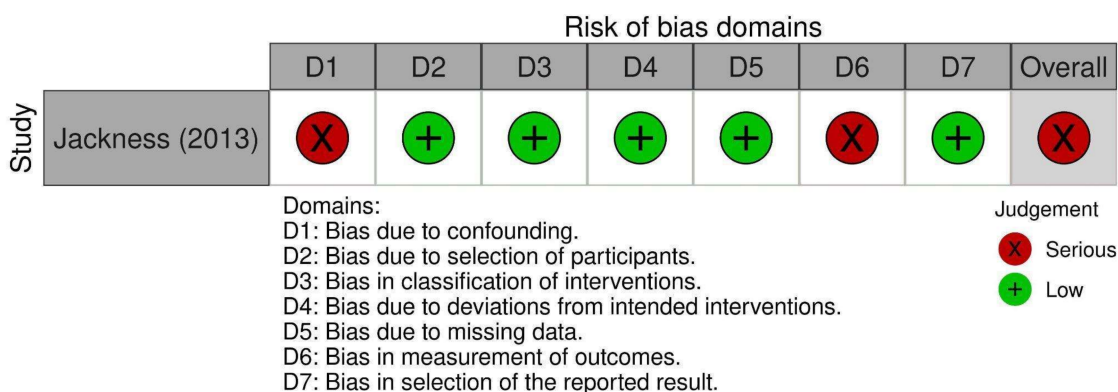 Risk of bias domains
D1 D2 D3 D4 D5 D6 D7 Overall
Study
Jackness (2013) X + + + + X + X
Domains:
D1: Bias due to confounding.
D2: Bias due to selection of participants.
D3: Bias in classification of interventions.
D4: Bias due to deviations from intended interventions.
D5: Bias due to missing data.
D6: Bias in measurement of outcomes.
D7: Bias in selection of the reported result.
Judgement
X Serious
+ Low